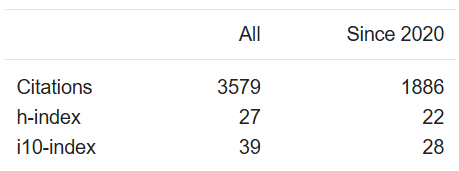 All Since 2020
Citations 3579 1886
h-index 27 22
i10-index 39 28